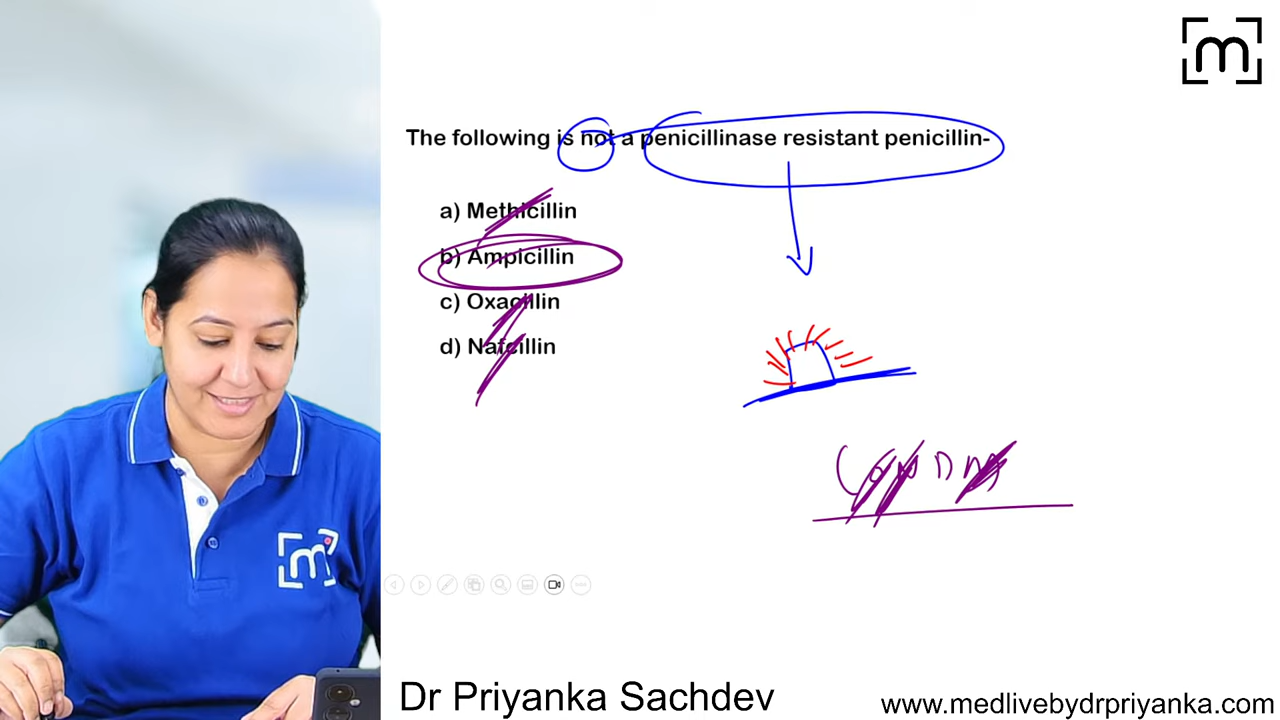 m
The following is not a penicillinase resistant penicillin-
a) Methicillin
b) Ampicillin
c) Oxacillin
d) Nafcillin
m
Dr Priyanka Sachdev
www.medlivebydrpriyanka.com